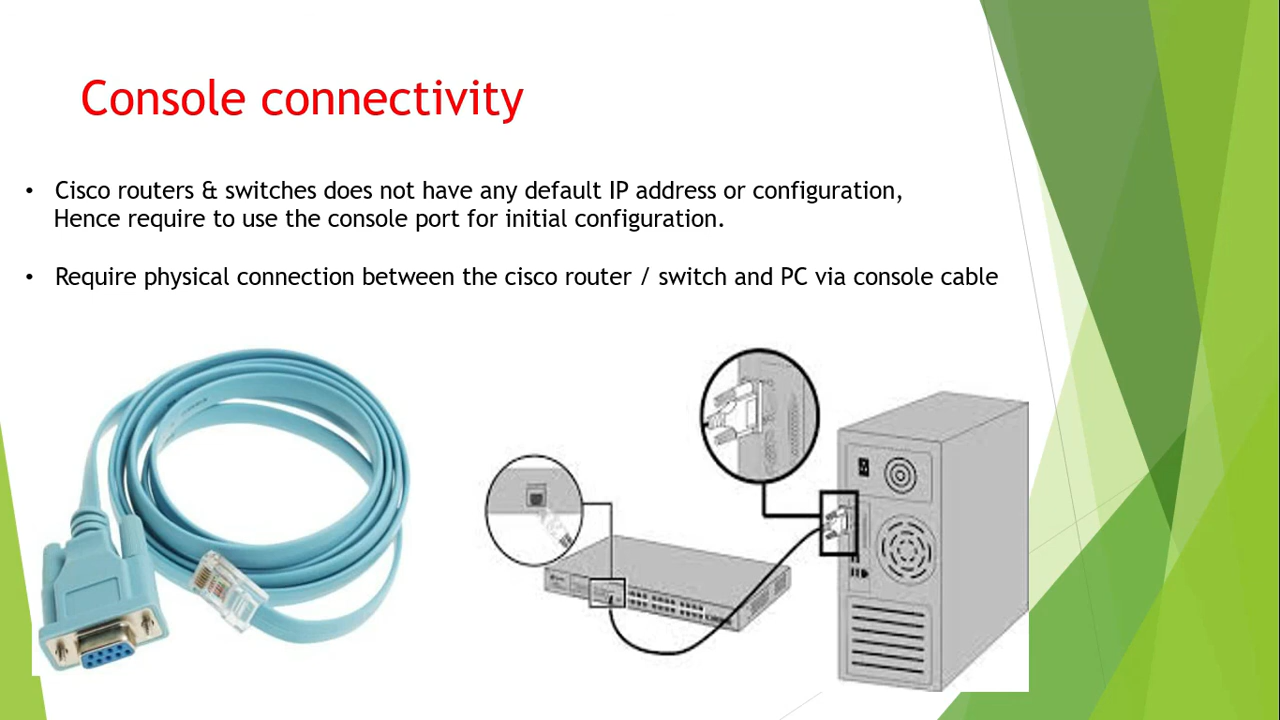 Console connectivity
• Cisco routers & switches does not have any default IP address or configuration,
Hence require to use the console port for initial configuration.
• Require physical connection between the cisco router / switch and PC via console cable